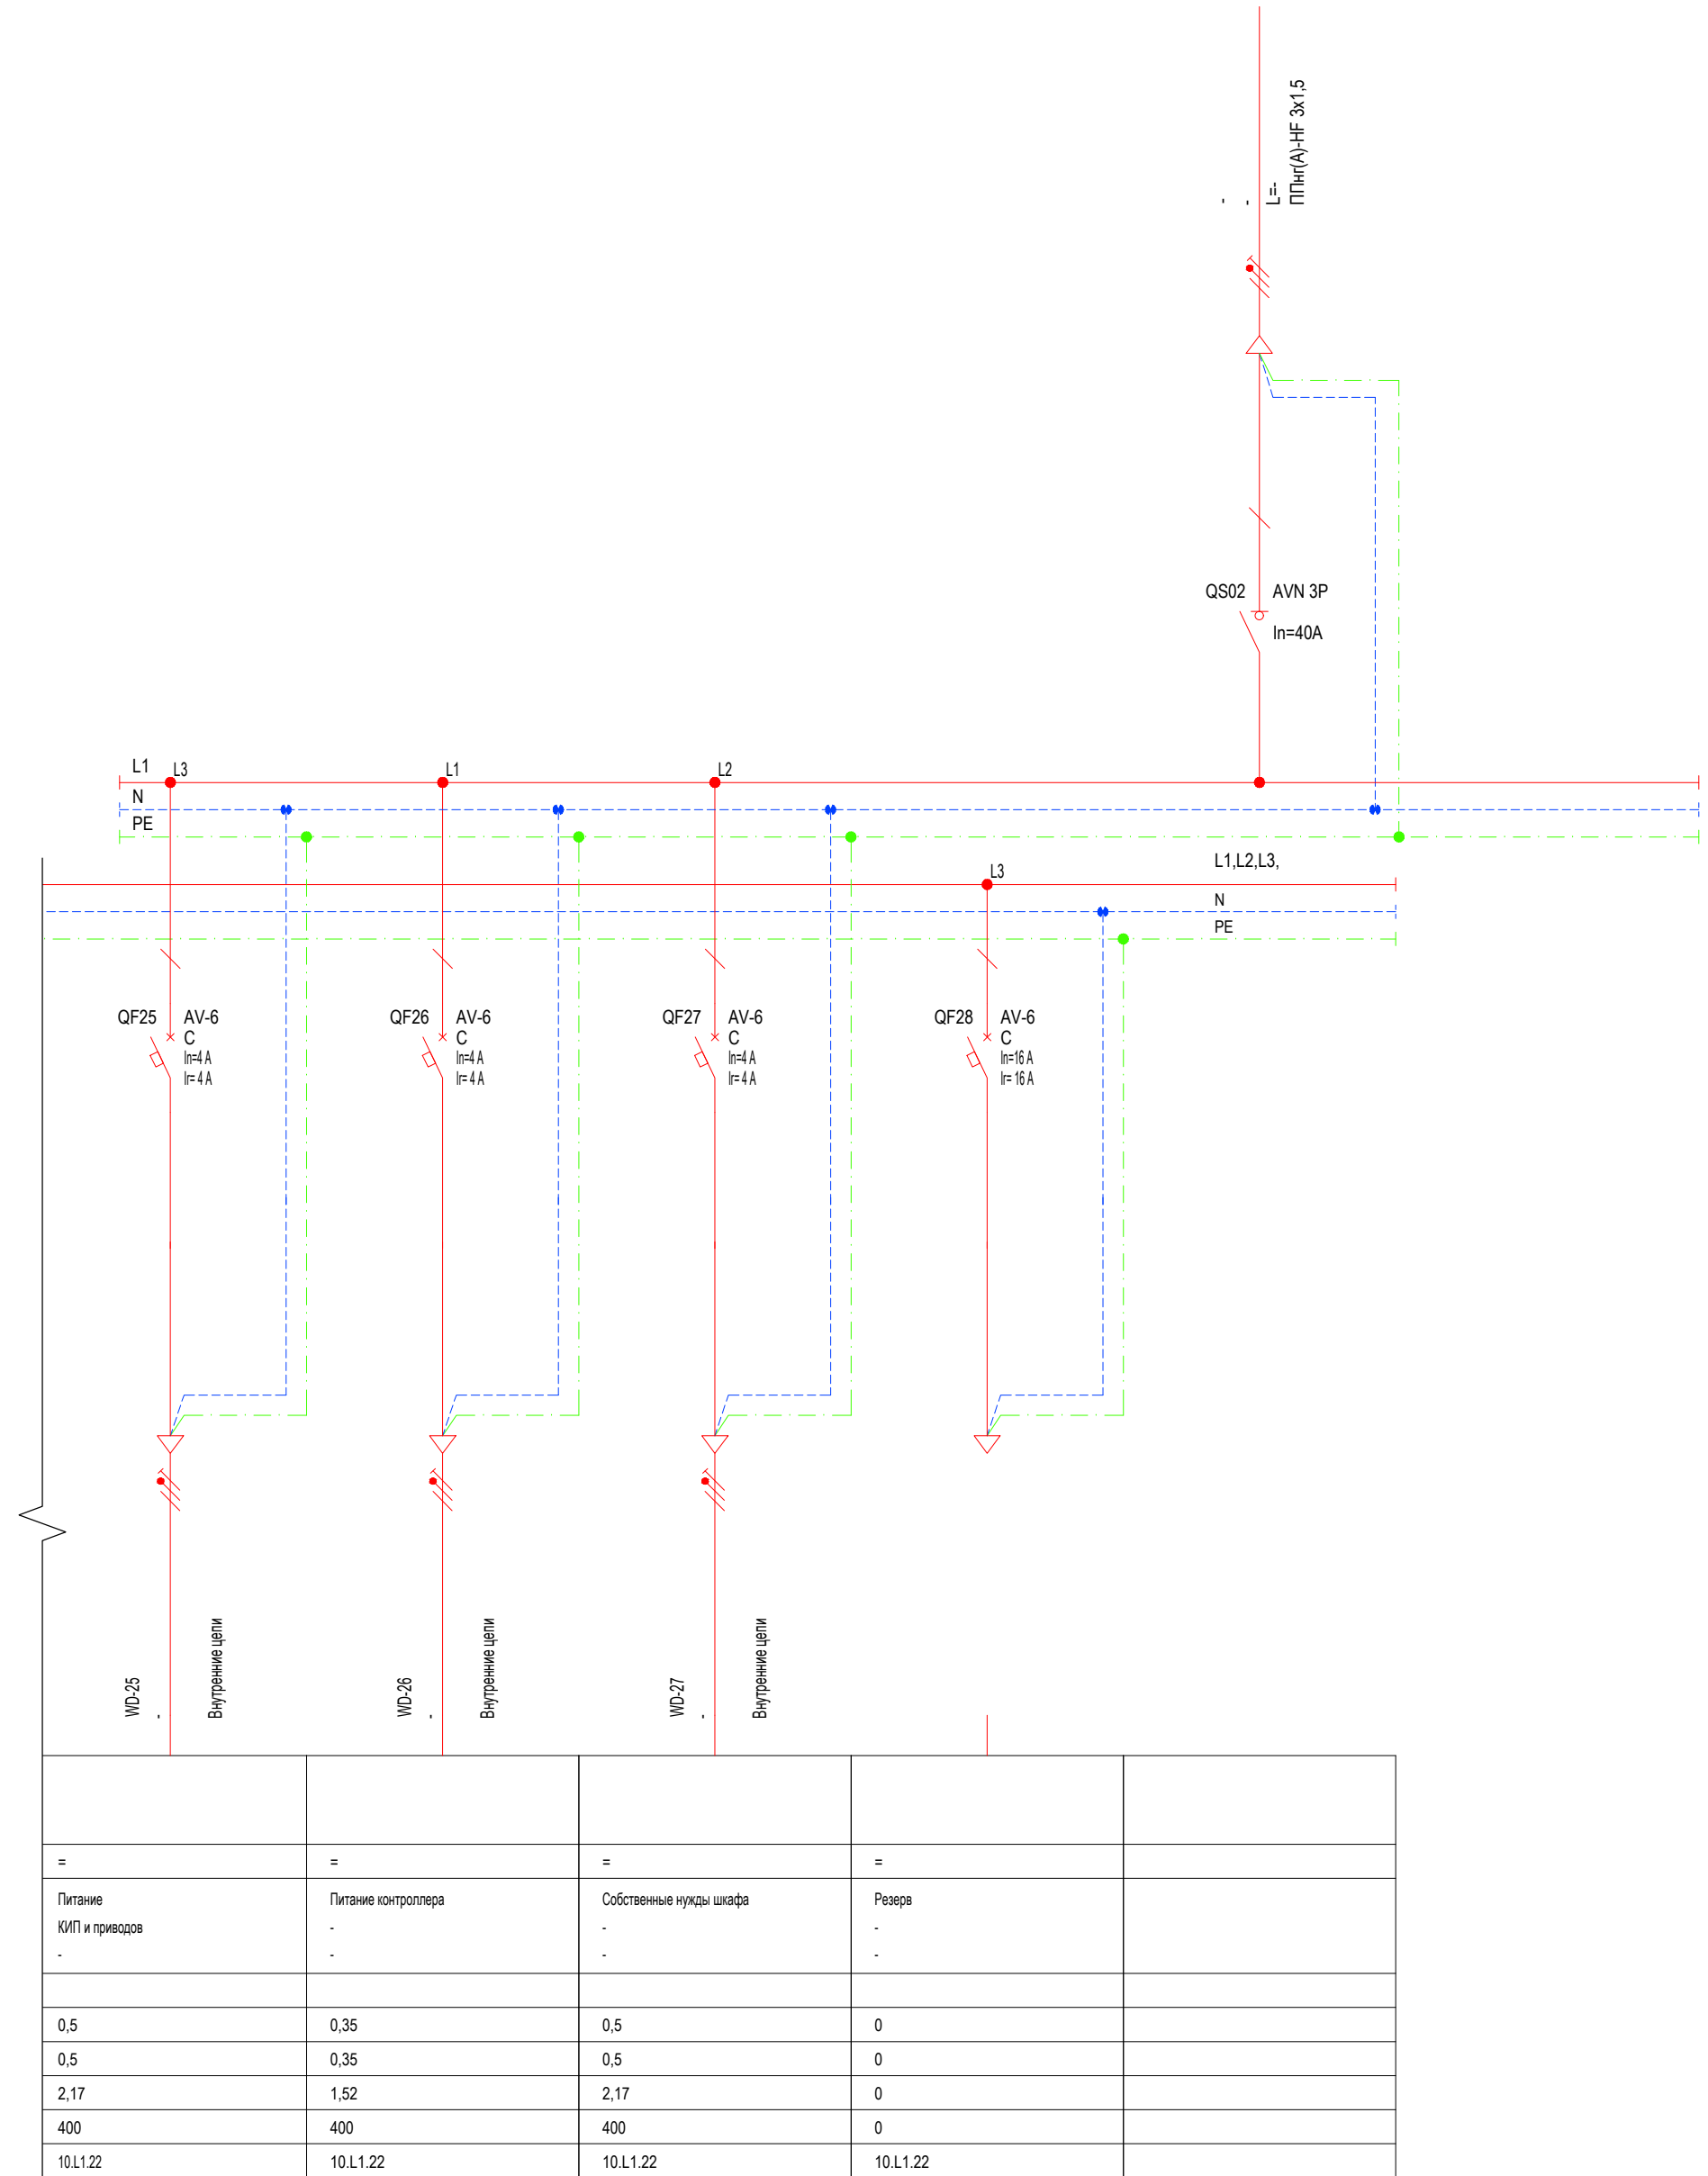 -
-
L=-
ППнг(A)-HF 3x1,5
QS02
AVN 3P
In=40A
L1
L3
L1
L2
N
PE
L1,L2,L3,
L3
N
PE
QF25
AV-6
C
In=4 A
Ir= 4 A
QF26
AV-6
C
In=4 A
Ir= 4 A
QF27
AV-6
C
In=4 A
Ir= 4 A
QF28
AV-6
C
In=16 A
Ir= 16 A
WD-25
-
Внутренние цепи
WD-26
-
Внутренние цепи
WD-27
-
Внутренние цепи
= = = =
Питание
КИП и приводов
-
Питание контроллера
-
-
Собственные нужды шкафа
-
-
Резерв
-
-
0,5 0,35 0,5 0
0,5 0,35 0,5 0
2,17 1,52 2,17 0
400 400 400 0
10.L1.22 10.L1.22 10.L1.22 10.L1.22